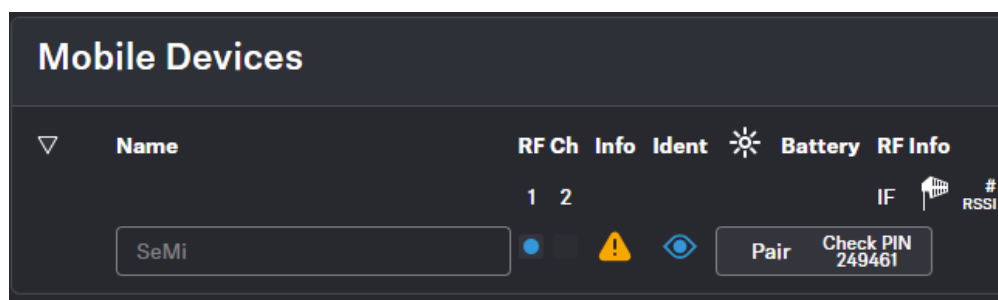 Mobile Devices
Name RF Ch Info Ident Battery RF Info
1 2 IF # RSSI
SeMi Pair Check PIN 249461